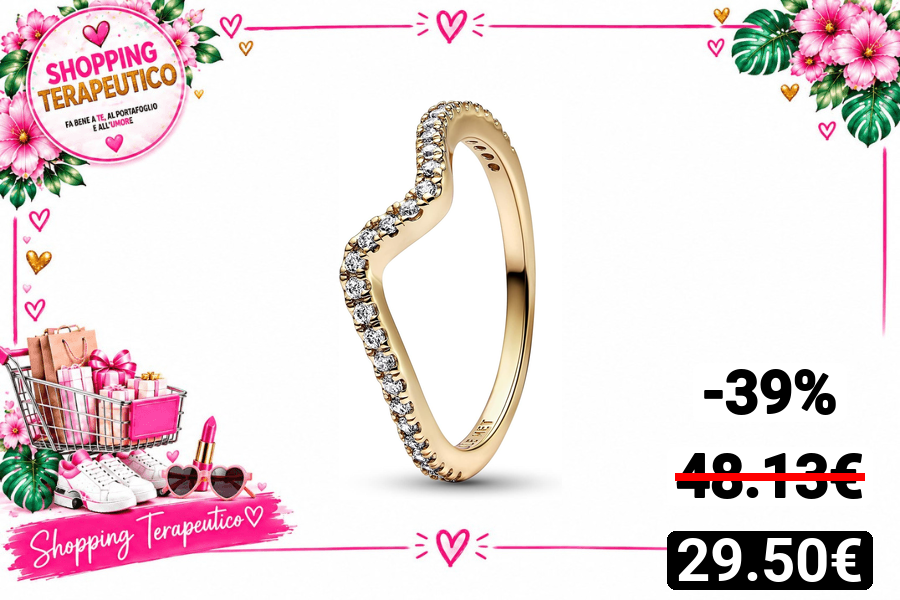 SHOPPING
TERAPEUTICO
FA BENE A TE, AL PORTAFOGLIO
E ALL'UMORE
-39%
48.13€
29.50€
Shopping Terapeutico